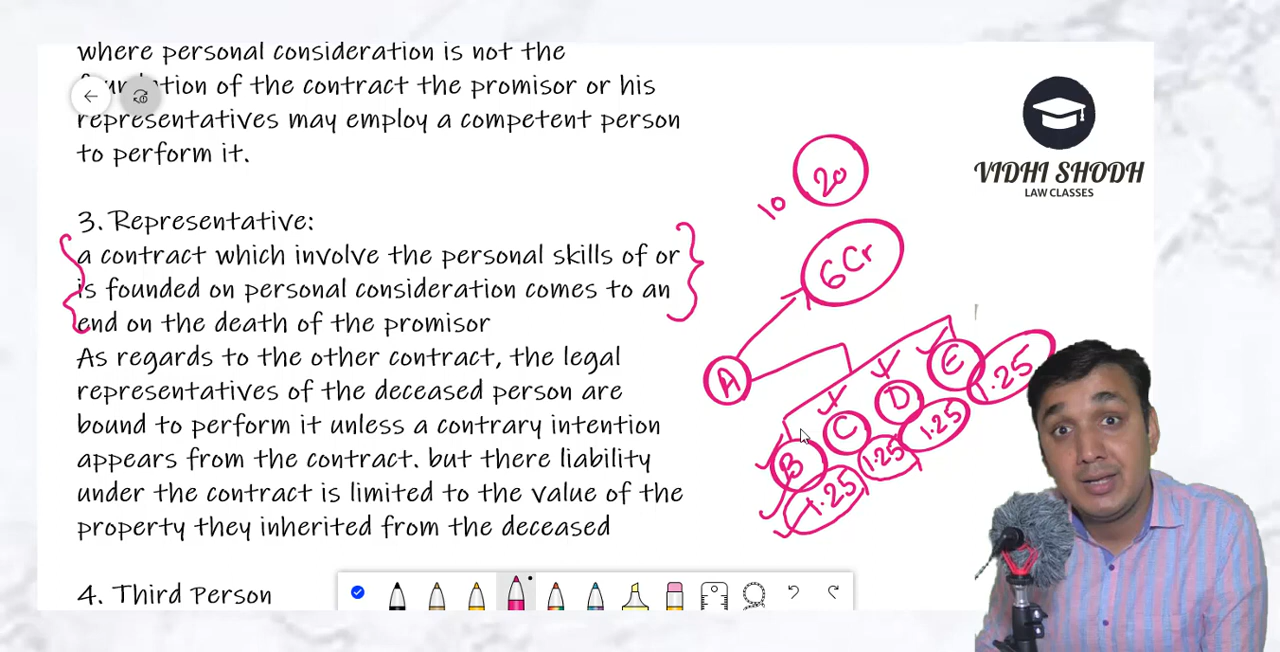 where personal consideration is not the
foundation of the contract the promisor or his
representatives may employ a competent person
to perform it.
3. Representative:
a contract which involve the personal skills of or
is founded on personal consideration comes to an
end on the death of the promisor
As regards to the other contract, the legal
representatives of the deceased person are
bound to perform it unless a contrary intention
appears from the contract. but there liability
under the contract is limited to the value of the
property they inherited from the deceased
4. Third Person
VIDHI SHODH
LAW CLASSES
20
10
6 Cr
A
E
1.25
D
1.25
C
1.25
B
1.25